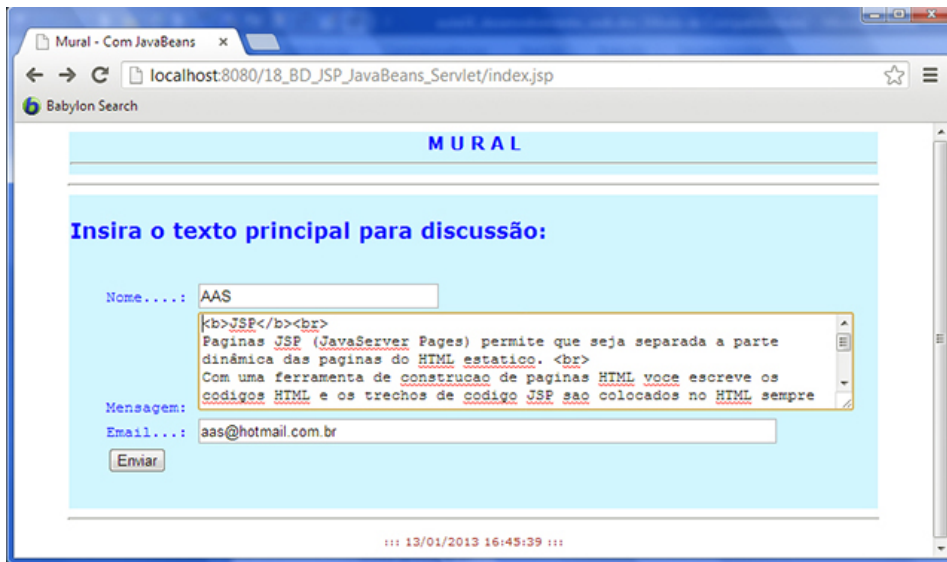 Mural - Com JavaBeans
localhost:8080/18_BD_JSP_JavaBeans_Servlet/index.jsp
Babylon Search
MURAL
Insira o texto principal para discussão:
Nome....: AAS
<b>JSP</b><br>
Paginas JSP (JavaServer Pages) permite que seja separada a parte
dinâmica das paginas do HTML estatico. <br>
Com uma ferramenta de construcao de paginas HTML voce escreve os
codigos HTML e os trechos de codigo JSP sao colocados no HTML sempre
Mensagem:
Email...: aas@hotmail.com.br
Enviar
::: 13/01/2013 16:45:39 :::